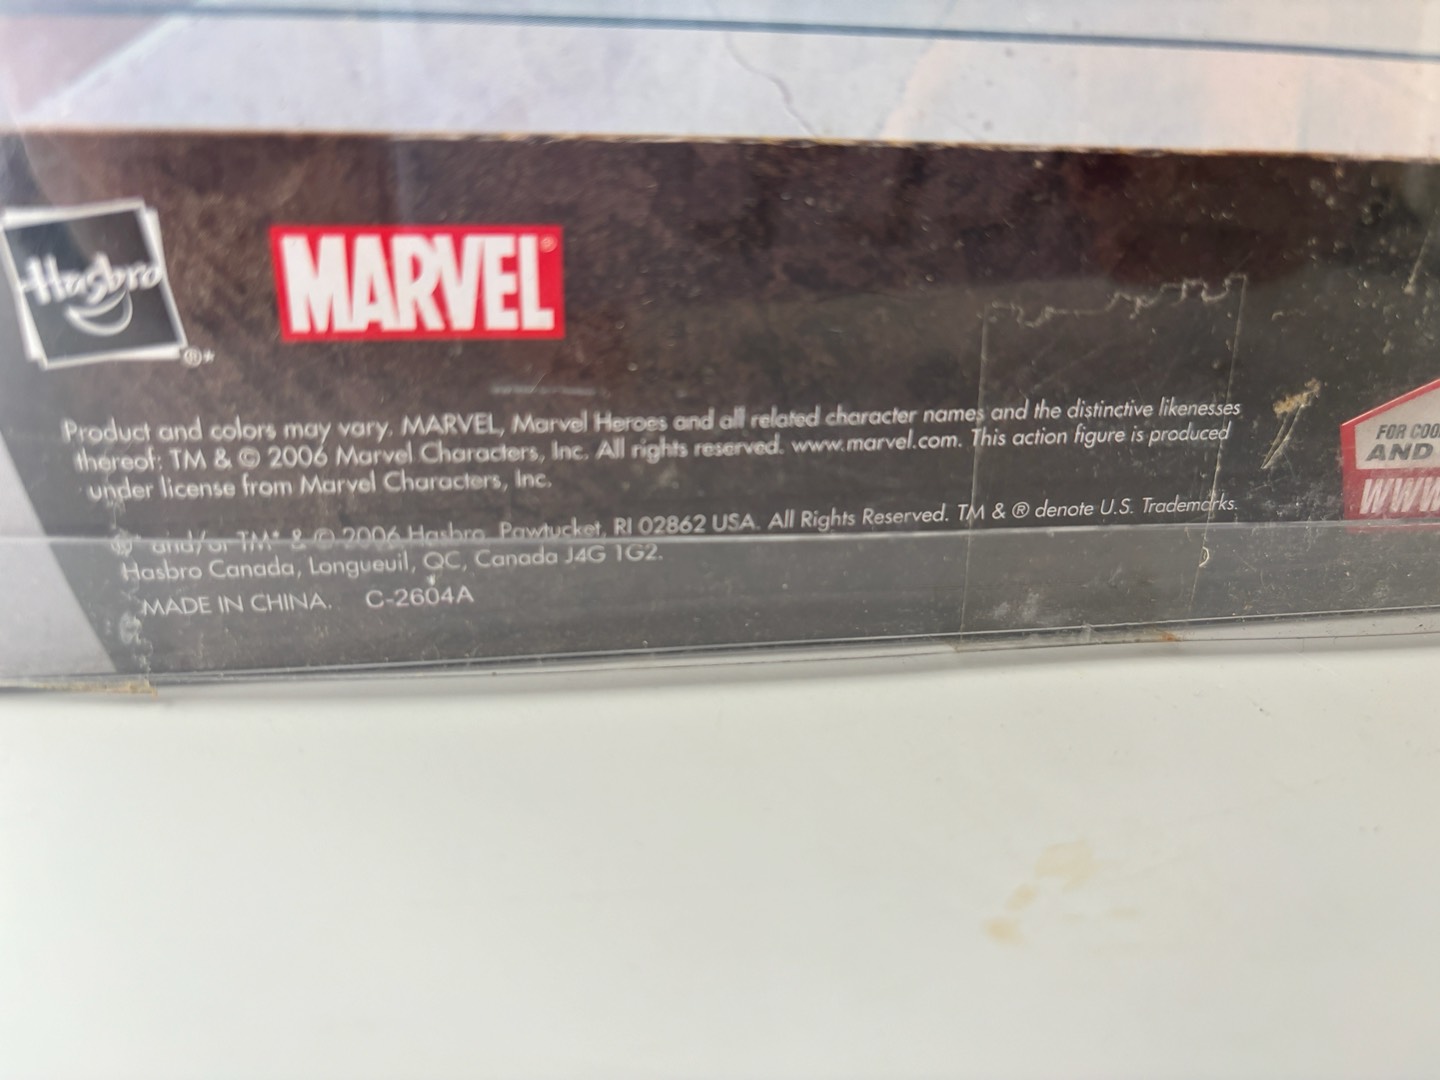 Hasbro
®*
MARVEL®
Product and colors may vary. MARVEL, Marvel Heroes and all related character names and the distinctive likenesses
thereof: TM & © 2006 Marvel Characters, Inc. All rights reserved. www.marvel.com. This action figure is produced
under license from Marvel Characters, Inc.
® and/or TM* & © 2006 Hasbro, Pawtucket, RI 02862 USA. All Rights Reserved. TM & ® denote U.S. Trademarks.
Hasbro Canada, Longueuil, QC, Canada J4G 1G2.
MADE IN CHINA. C-2604A
FOR
AND
WWW